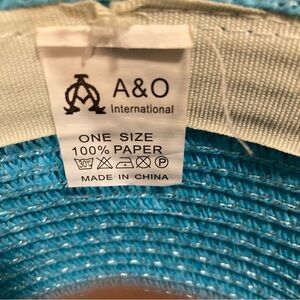 A&O
International
ONE SIZE
100% PAPER
MADE IN CHINA